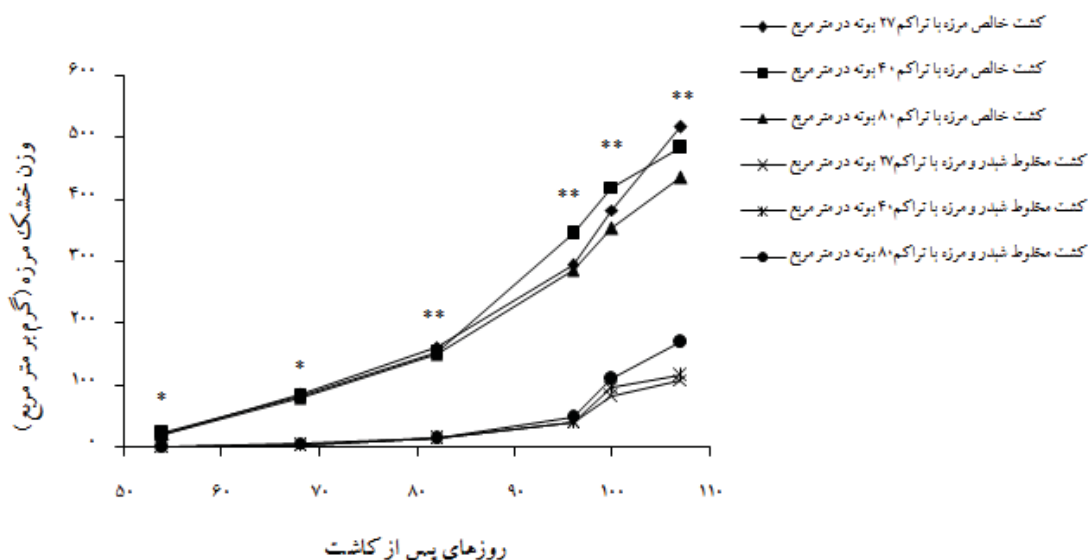 کشت خالص مرزه با تراکم ۲۷ بوته در متر مربع
کشت خالص مرزه با تراکم ۴۰ بوته در متر مربع
کشت خالص مرزه با تراکم ۸۰ بوته در متر مربع
کشت مخلوط شبدر و مرزه با تراکم ۲۷ بوته در متر مربع
کشت مخلوط شبدر و مرزه با تراکم ۴۰ بوته در متر مربع
کشت مخلوط شبدر و مرزه با تراکم ۸۰ بوته در متر مربع
وزن خشک مرزه (گرم بر متر مربع)
۶۰۰
۵۰۰
۴۰۰
۳۰۰
۲۰۰
۱۰۰
۰
* * ** ** ** **
۵۰ ۶۰ ۷۰ ۸۰ ۹۰ ۱۰۰ ۱۱۰
روزهای پس از کاشت